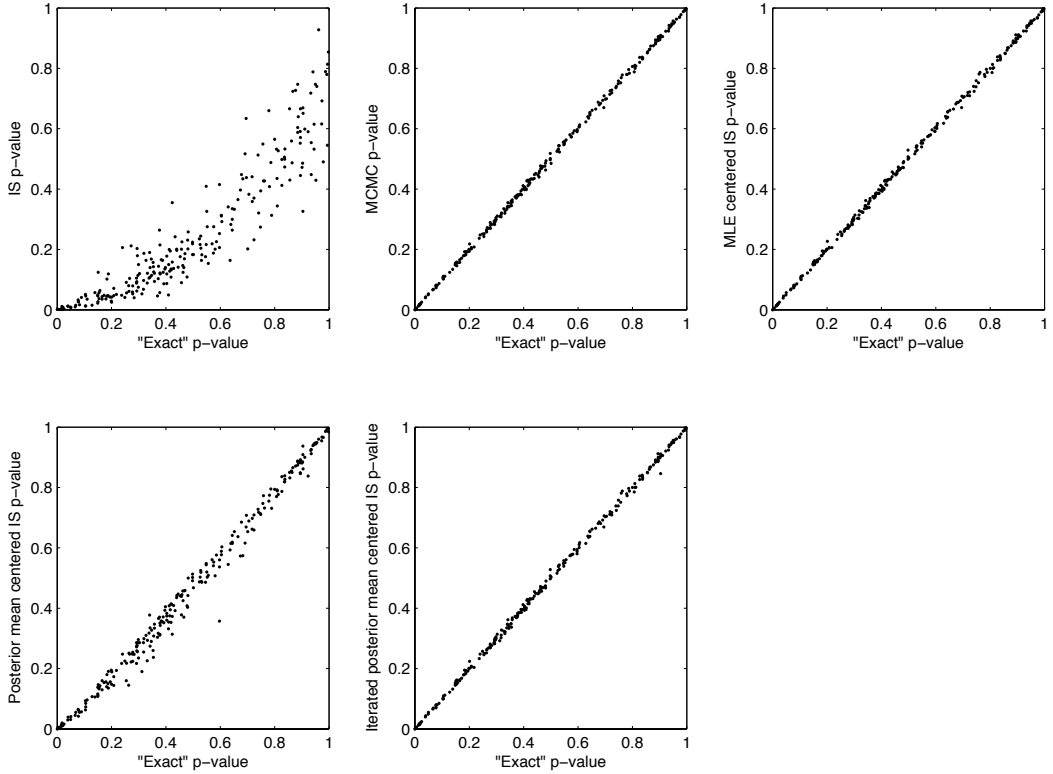 1
0.8
0.6
0.4
0.2
0
0 0.2 0.4 0.6 0.8 1
IS p−value
"Exact" p−value
1
0.8
0.6
0.4
0.2
0
0 0.2 0.4 0.6 0.8 1
MCMC p−value
"Exact" p−value
1
0.8
0.6
0.4
0.2
0
0 0.2 0.4 0.6 0.8 1
MLE centered IS p−value
"Exact" p−value
1
0.8
0.6
0.4
0.2
0
0 0.2 0.4 0.6 0.8 1
Posterior mean centered IS p−value
"Exact" p−value
1
0.8
0.6
0.4
0.2
0
0 0.2 0.4 0.6 0.8 1
Iterated posterior mean centered IS p−value
"Exact" p−value